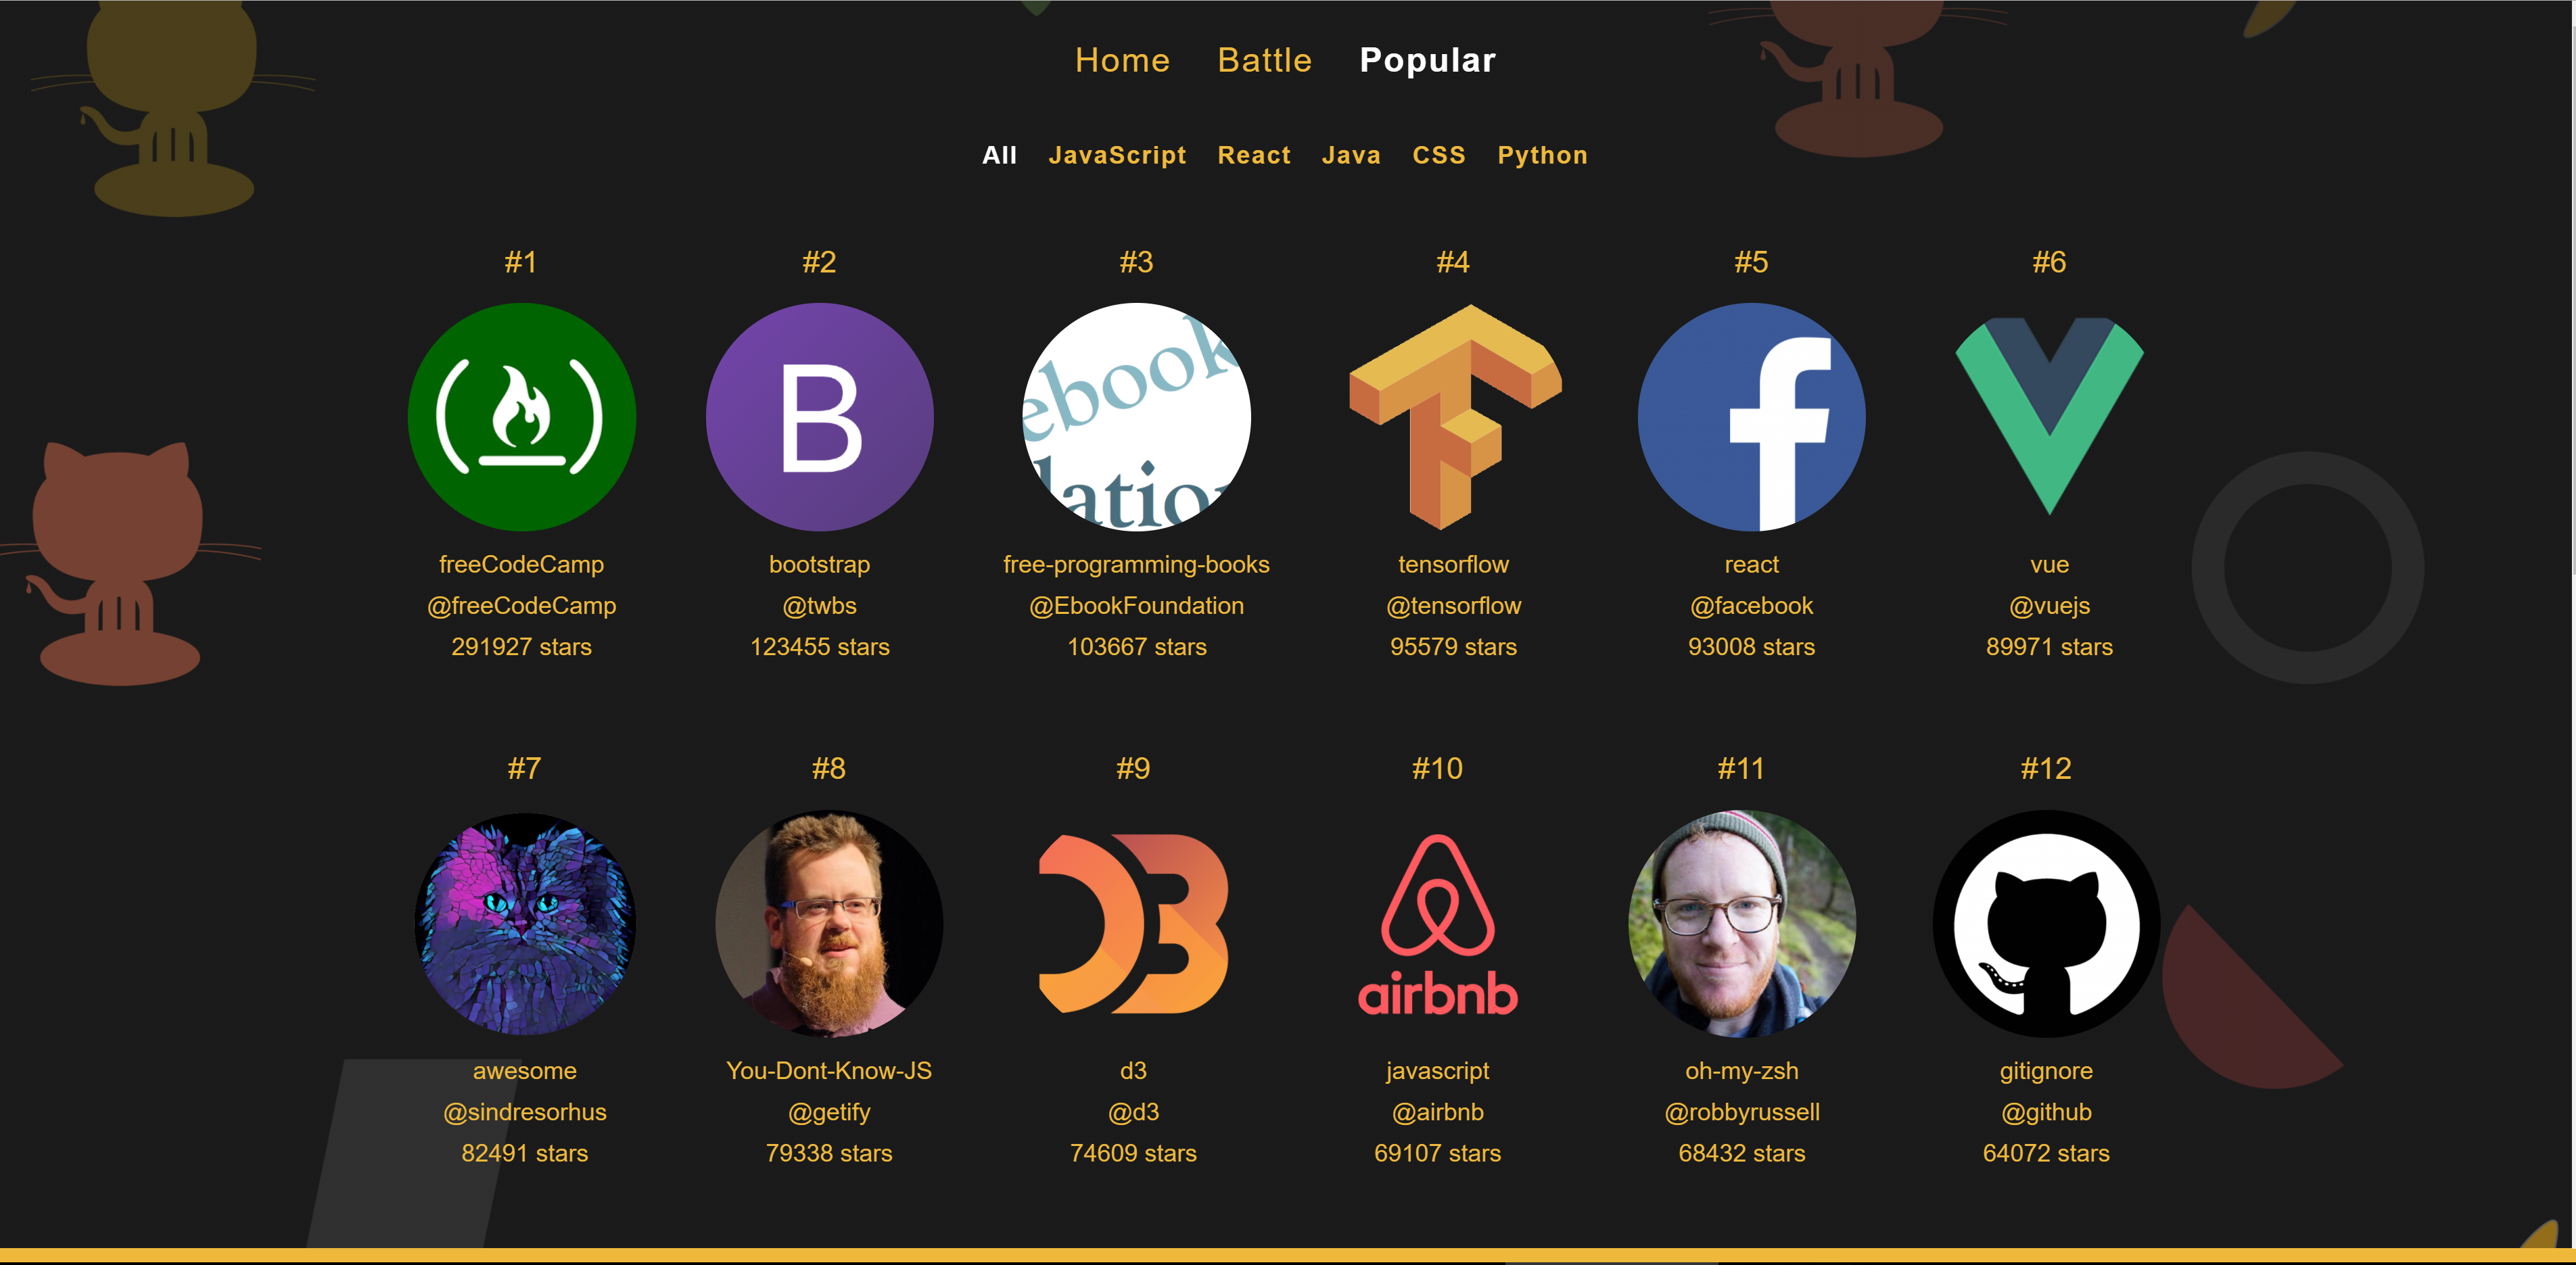 Home Battle Popular
All JavaScript React Java CSS Python
#1 #2 #3 #4 #5 #6
B
ebook
f
lation
freeCodeCamp bootstrap free-programming-books tensorflow react vue
@freeCodeCamp @twbs @EbookFoundation @tensorflow @facebook @vuejs
291927 stars 123455 stars 103667 stars 95579 stars 93008 stars 89971 stars
#7 #8 #9 #10 #11 #12
airbnb
awesome You-Dont-Know-JS d3 javascript oh-my-zsh gitignore
@sindresorhus @getify @d3 @airbnb @robbyrussell @github
82491 stars 79338 stars 74609 stars 69107 stars 68432 stars 64072 stars